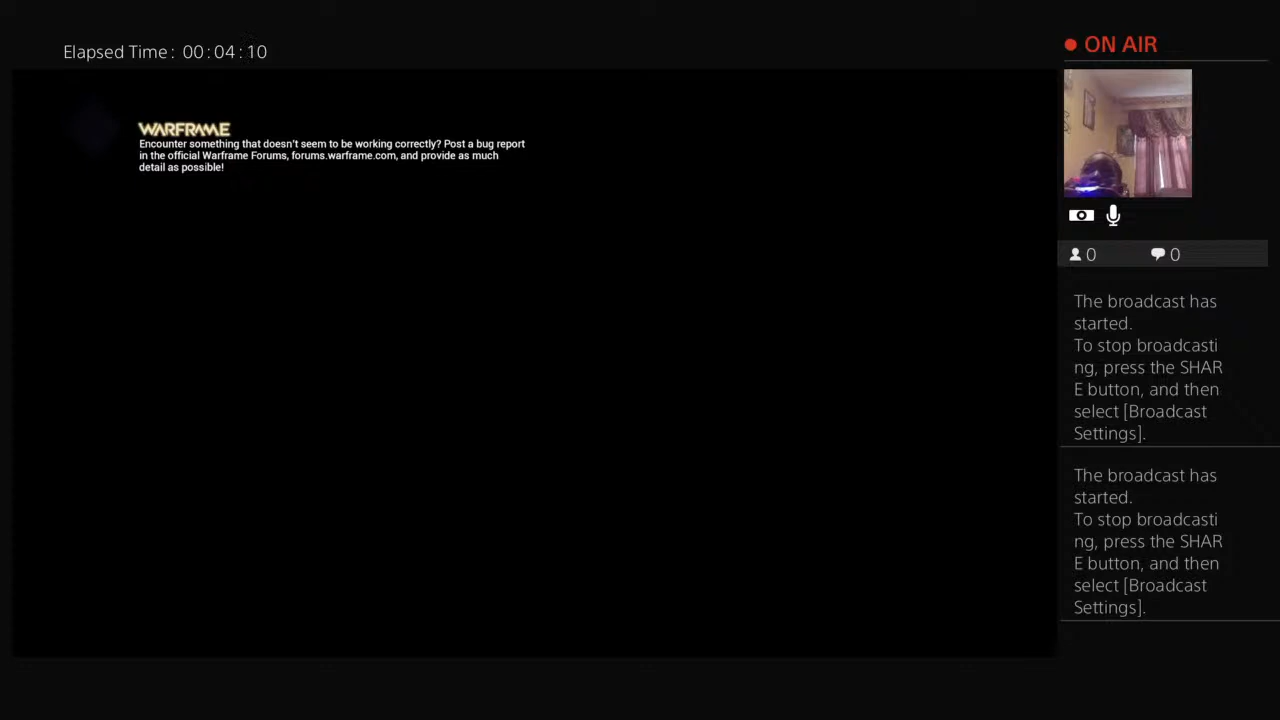 Elapsed Time: 00:04:10
ON AIR
WARFRAME
Encounter something that doesn't seem to be working correctly? Post a bug report
in the official Warframe Forums, forums.warframe.com, and provide as much
detail as possible!
0 0
The broadcast has
started.
To stop broadcasti
ng, press the SHAR
E button, and then
select [Broadcast
Settings].
The broadcast has
started.
To stop broadcasti
ng, press the SHAR
E button, and then
select [Broadcast
Settings].